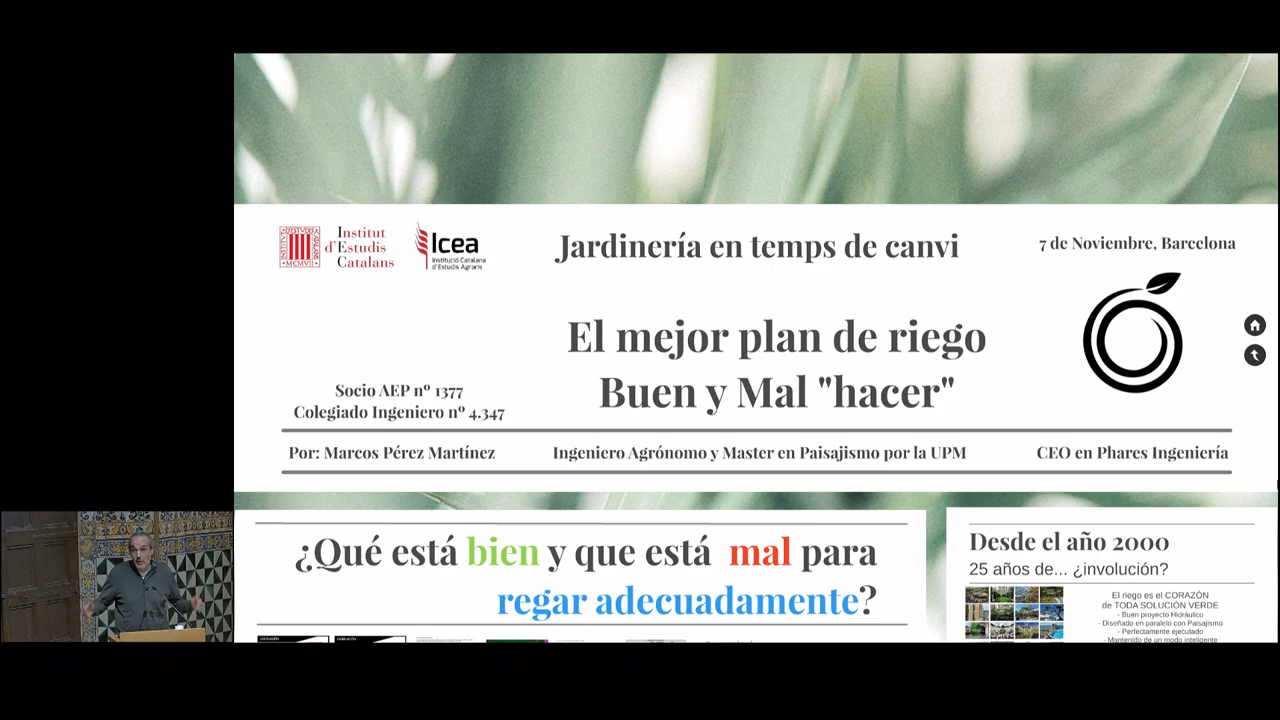 Institut
d'Estudis
Catalans
Icea
Institució Catalana
d'Estudis Agraris
Jardinería en temps de canvi
7 de Noviembre, Barcelona
El mejor plan de riego
Buen y Mal "hacer"
Socio AEP nº 1377
Colegiado Ingeniero nº 4.347
Por: Marcos Pérez Martínez
Ingeniero Agrónomo y Master en Paisajismo por la UPM
CEO en Phares Ingeniería
¿Qué está bien y que está mal para
regar adecuadamente?
Desde el año 2000
25 años de... ¿involución?
El riego es el CORAZÓN
de TODA SOLUCIÓN VERDE
- Buen proyecto Hidráulico
- Diseñado en paralelo con Paisajismo
- Perfectamente ejecutado
- Mantenido de un modo inteligente